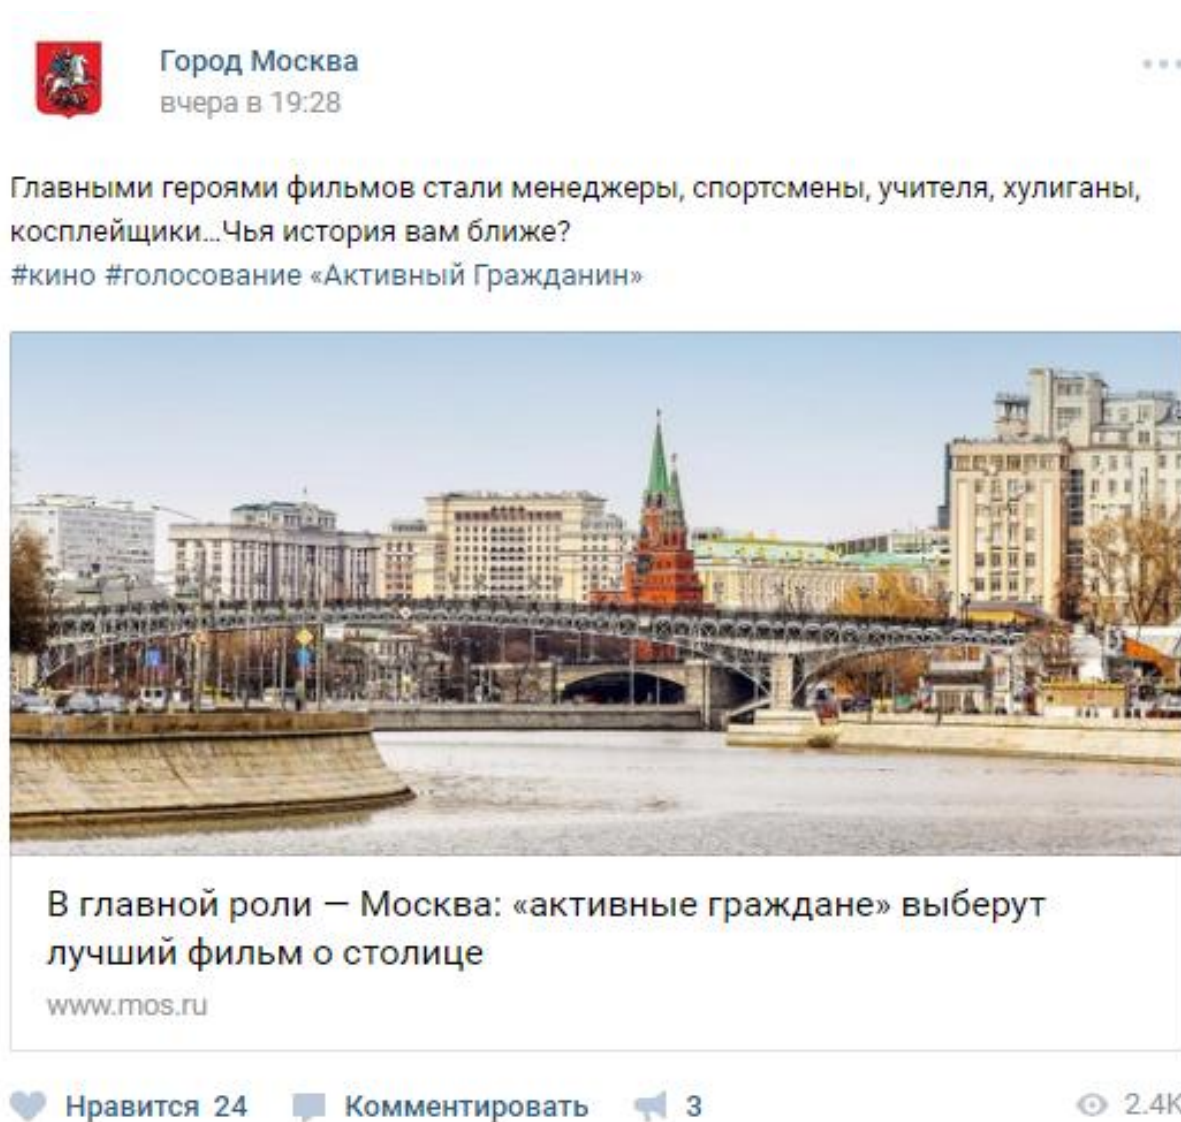 Город Москва
вчера в 19:28
Главными героями фильмов стали менеджеры, спортсмены, учителя, хулиганы,
косплейщики...Чья история вам ближе?
#кино #голосование «Активный Гражданин»
В главной роли — Москва: «активные граждане» выберут
лучший фильм о столице
www.mos.ru
Нравится 24 Комментировать 3 2.4K